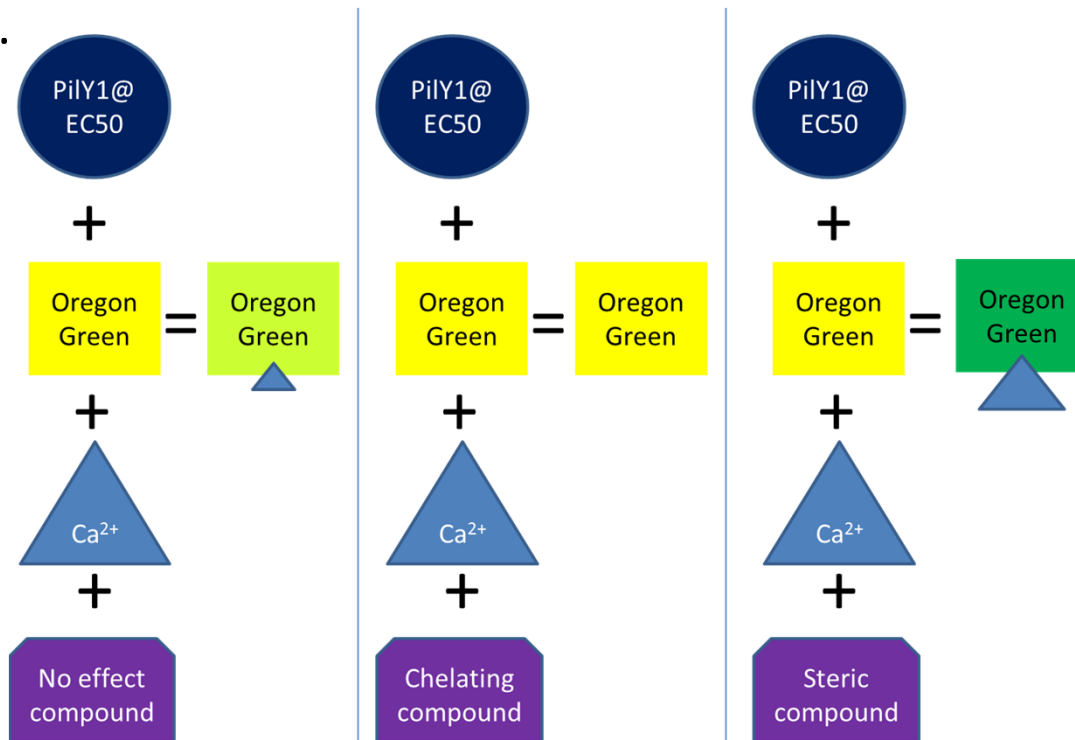 .
PilY1@
EC50
+
Oregon
Green
=
Oregon
Green
+
Ca²⁺
+
No effect
compound
PilY1@
EC50
+
Oregon
Green
=
Oregon
Green
+
Ca²⁺
+
Chelating
compound
PilY1@
EC50
+
Oregon
Green
=
Oregon
Green
+
Ca²⁺
+
Steric
compound